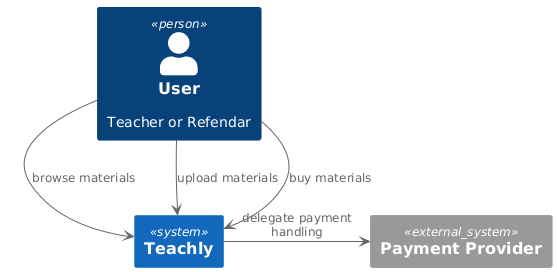 «person»
User
Teacher or Refendar
browse materials
upload materials
buy materials
delegate payment
handling
«system»
Teachly
«external_system»
Payment Provider